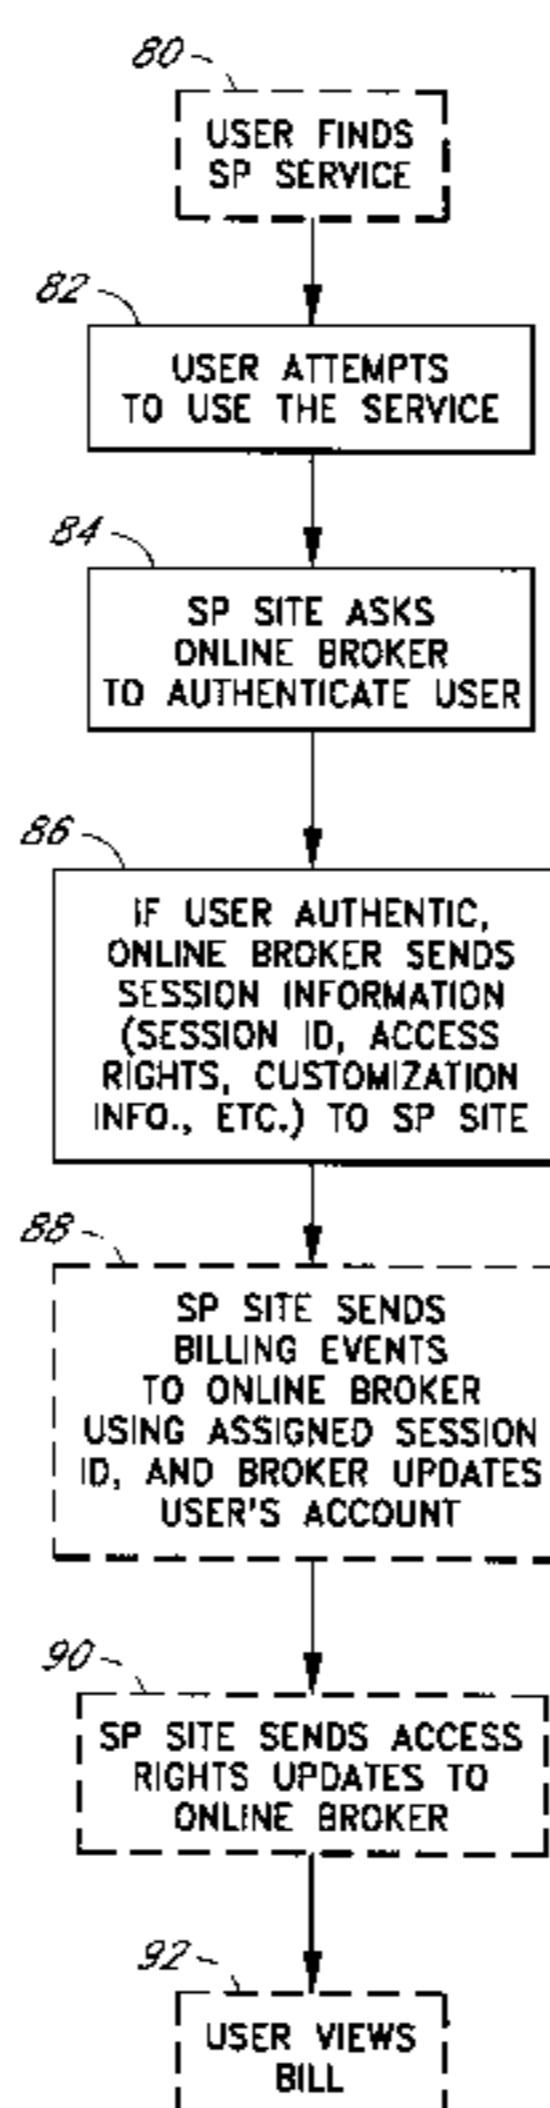 80
USER FINDS
SP SERVICE
82
USER ATTEMPTS
TO USE THE SERVICE
84
SP SITE ASKS
ONLINE BROKER
TO AUTHENTICATE USER
86
IF USER AUTHENTIC,
ONLINE BROKER SENDS
SESSION INFORMATION
(SESSION ID, ACCESS
RIGHTS, CUSTOMIZATION
INFO., ETC.) TO SP SITE
88
SP SITE SENDS
BILLING EVENTS
TO ONLINE BROKER
USING ASSIGNED SESSION
ID, AND BROKER UPDATES
USER'S ACCOUNT
90
SP SITE SENDS ACCESS
RIGHTS UPDATES TO
ONLINE BROKER
92
USER VIEWS
BILL